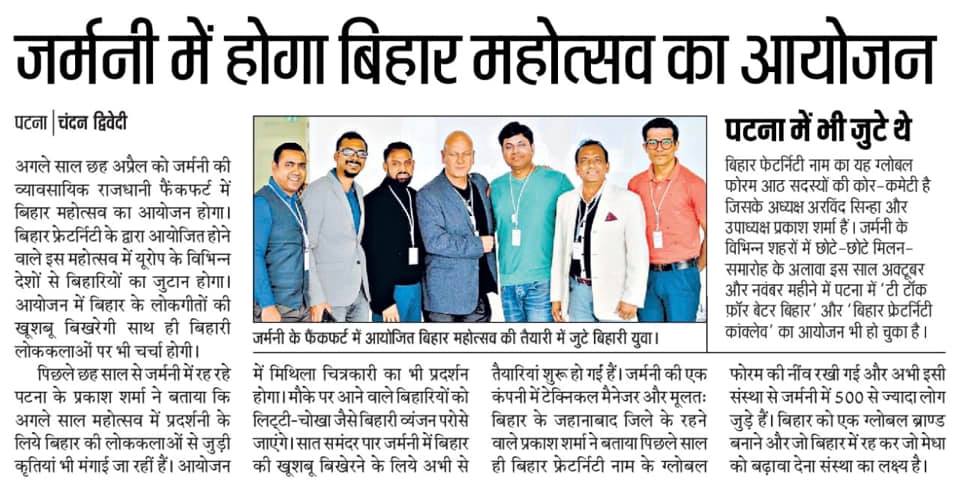 जर्मनी में होगा बिहार महोत्सव का आयोजन
पटना | चंदन द्विवेदी
अगले साल छह अप्रैल को जर्मनी की
व्यावसायिक राजधानी फ्रैंकफर्ट में
बिहार महोत्सव का आयोजन होगा।
बिहार फ्रेटर्निटी के द्वारा आयोजित होने
वाले इस महोत्सव में यूरोप के विभिन्न
देशों से बिहारियों का जुटान होगा।
आयोजन में बिहार के लोकगीतों की
खुशबू बिखरेगी साथ ही बिहारी
लोककलाओं पर भी चर्चा होगी।
पिछले छह साल से जर्मनी में रह रहे
पटना के प्रकाश शर्मा ने बताया कि
अगले साल महोत्सव में प्रदर्शनी के
लिये बिहार की लोककलाओं से जुड़ी
कृतियां भी मंगाई जा रहीं हैं। आयोजन
जर्मनी के फ्रैंकफर्ट में आयोजित बिहार महोत्सव की तैयारी में जुटे बिहारी युवा।
में मिथिला चित्रकारी का भी प्रदर्शन
होगा। मौके पर आने वाले बिहारियों को
लिट्टी-चोखा जैसे बिहारी व्यंजन परोसे
जाएंगे। सात समंदर पार जर्मनी में बिहार
की खूशबू बिखेरने के लिये अभी से
तैयारियां शुरू हो गई हैं। जर्मनी की एक
कंपनी में टेक्निकल मैनेजर और मूलतः
बिहार के जहानाबाद जिले के रहने
वाले प्रकाश शर्मा ने बताया पिछले साल
ही बिहार फ्रेटर्निटी नाम के ग्लोबल
फोरम की नींव रखी गई और अभी इसी
संस्था से जर्मनी में 500 से ज्यादा लोग
जुड़े हैं। बिहार को एक ग्लोबल ब्राण्ड
बनाने और जो बिहार में रह कर जो मेधा
को बढ़ावा देना संस्था का लक्ष्य है।
पटना में भी जुटे थे
बिहार फेटर्निटी नाम का यह ग्लोबल
फोरम आठ सदस्यों की कोर-कमेटी है
जिसके अध्यक्ष अरविंद सिन्हा और
उपाध्यक्ष प्रकाश शर्मा हैं। जर्मनी के
विभिन्न शहरों में छोटे-छोटे मिलन-
समारोह के अलावा इस साल अक्टूबर
और नवंबर महीने में पटना में 'टी टॉक
फ़ॉर बेटर बिहार' और 'बिहार फ्रेटर्निटी
कांक्लेव' का आयोजन भी हो चुका है।